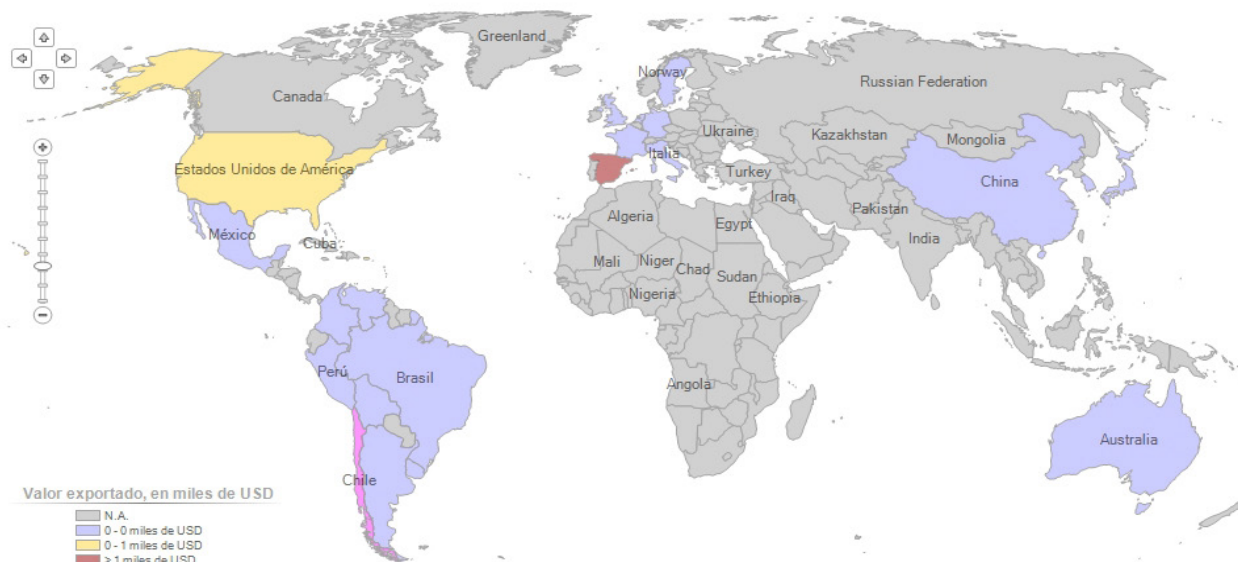 Greenland
Norway
Russian Federation
Canada
Ukraine
Kazakhstan
Mongolia
Italia
Estados Unidos de América
Turkey
China
Iraq
Pakistan
Algeria
Egypt
India
México
Cuba
Mali
Niger
Chad
Sudan
Nigeria
Ethiopia
Perú
Brasil
Angola
Australia
Chile
Valor exportado, en miles de USD
N.A.
0 - 0 miles de USD
0 - 1 miles de USD
> 1 miles de USD